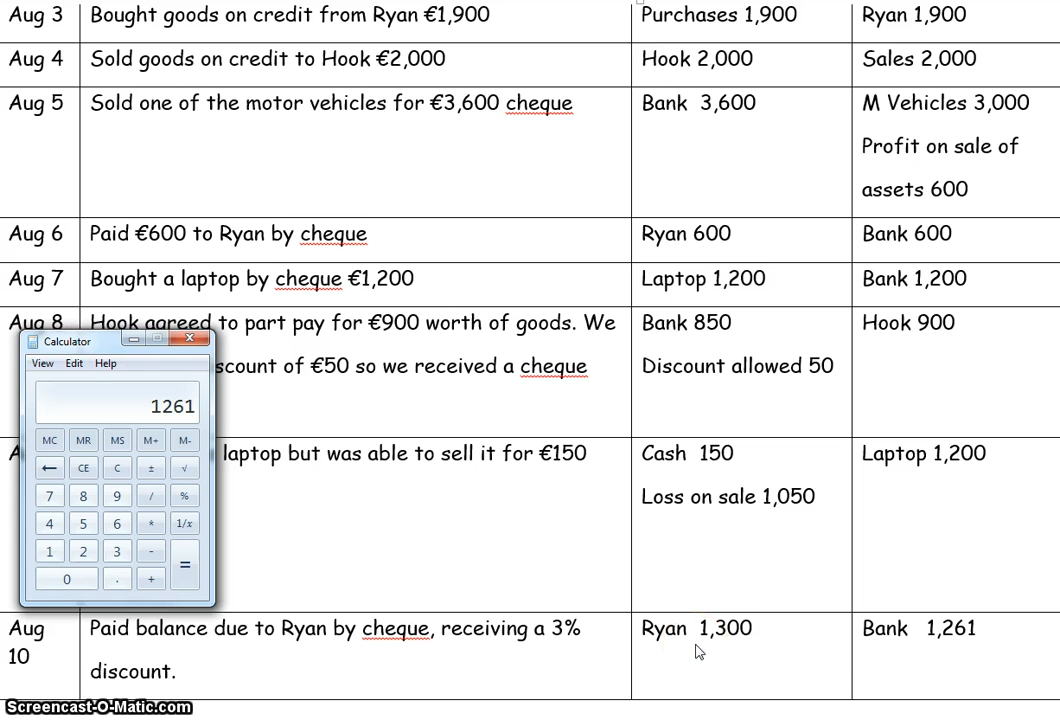 Aug 3 Bought goods on credit from Ryan €1,900 Purchases 1,900 Ryan 1,900
Aug 4 Sold goods on credit to Hook €2,000 Hook 2,000 Sales 2,000
Aug 5 Sold one of the motor vehicles for €3,600 cheque Bank 3,600 M Vehicles 3,000
Profit on sale of
assets 600
Aug 6 Paid €600 to Ryan by cheque Ryan 600 Bank 600
Aug 7 Bought a laptop by cheque €1,200 Laptop 1,200 Bank 1,200
Aug 8 Hook agreed to part pay for €900 worth of goods. We Bank 850 Hook 900
scount of €50 so we received a cheque Discount allowed 50
laptop but was able to sell it for €150 Cash 150 Laptop 1,200
Loss on sale 1,050
Aug 10 Paid balance due to Ryan by cheque, receiving a 3% Ryan 1,300 Bank 1,261
discount.
Calculator
View Edit Help
1261
MC MR MS M+ M-
← CE C ± √
7 8 9 / %
4 5 6 * 1/x
1 2 3 - =
0 . +
Screencast-O-Matic.com